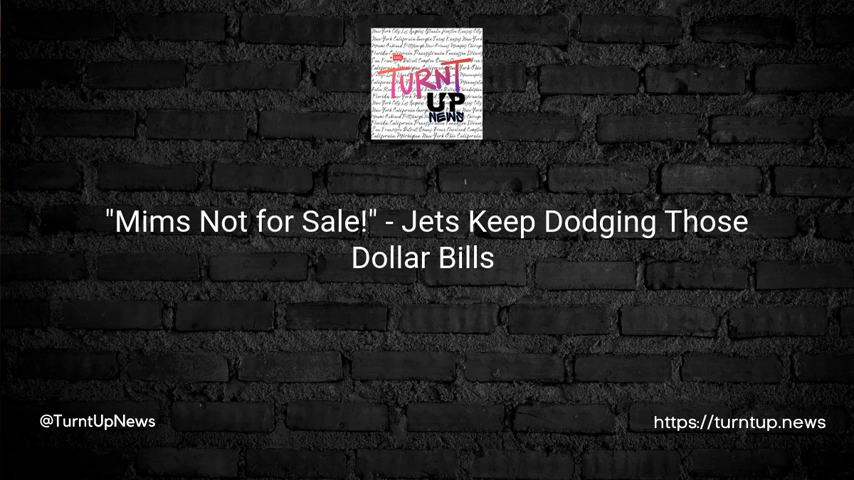 TURNT
UP
NEWS
"Mims Not for Sale!" - Jets Keep Dodging Those
Dollar Bills
@TurntUpNews
https://turntup.news